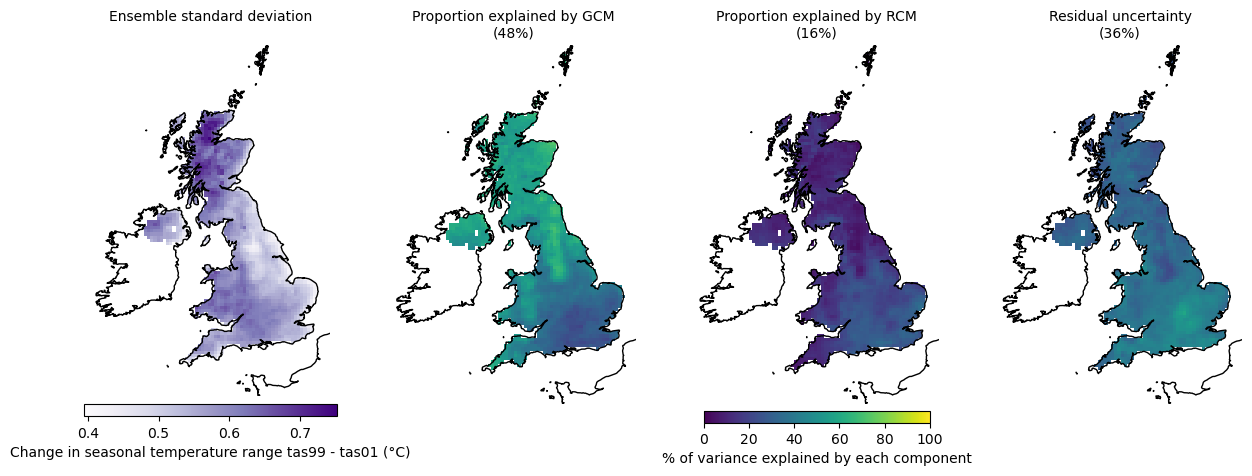 Ensemble standard deviation
Proportion explained by GCM
(48%)
Proportion explained by RCM
(16%)
Residual uncertainty
(36%)
0.4 0.5 0.6 0.7
Change in seasonal temperature range tas99 - tas01 (°C)
0 20 40 60 80 100
% of variance explained by each component